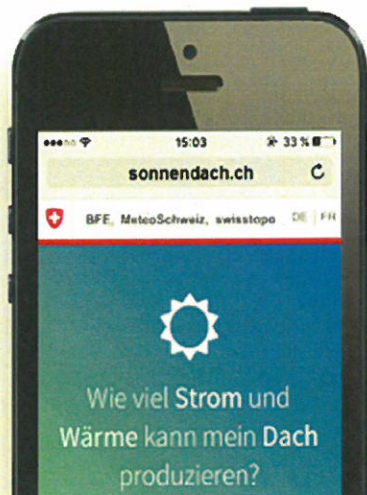 15:03 33 %
sonnendach.ch
BFE, MeteoSchweiz, swisstopo DE | FR
Wie viel Strom und
Wärme kann mein Dach
produzieren?